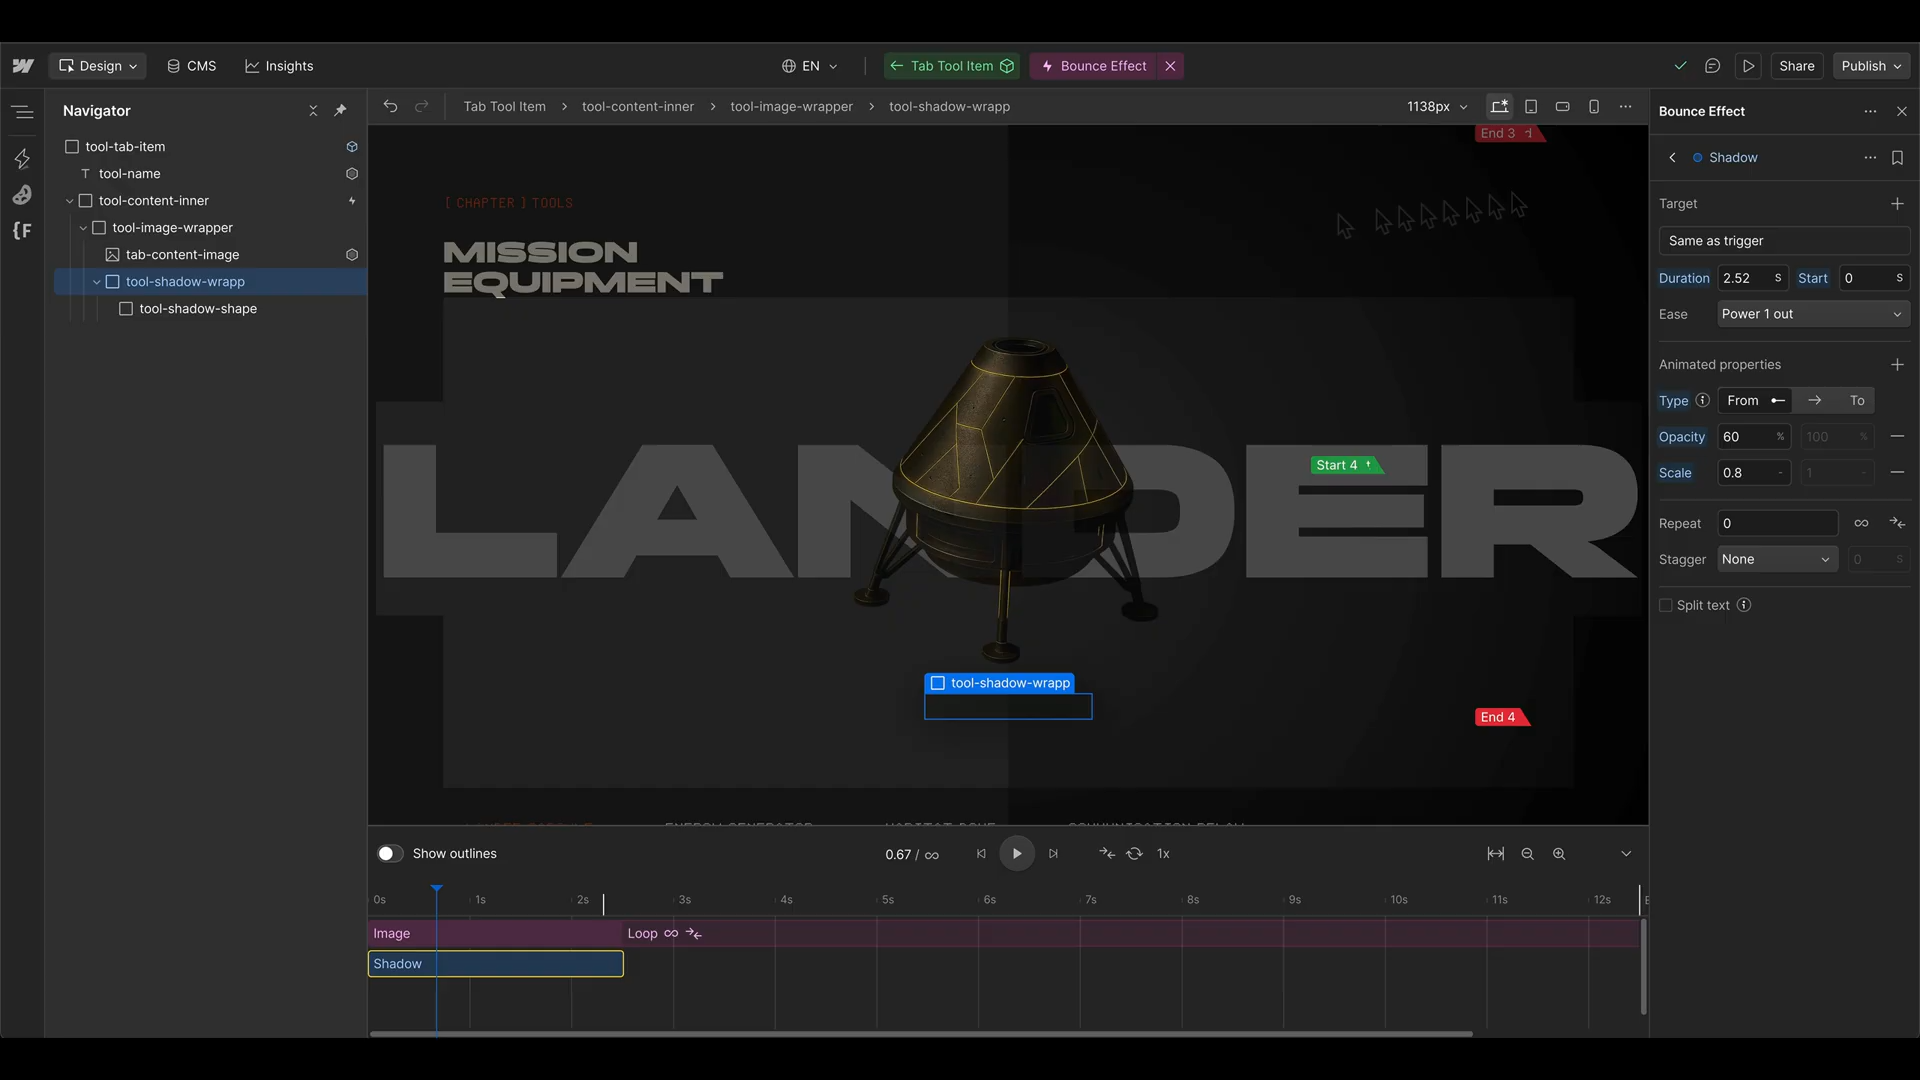 Design
CMS
Insights
EN
Tab Tool Item
Bounce Effect
Share
Publish
Navigator
tool-tab-item
tool-name
tool-content-inner
tool-image-wrapper
tab-content-image
tool-shadow-wrapp
tool-shadow-shape
Tab Tool Item > tool-content-inner > tool-image-wrapper > tool-shadow-wrapp
1138px
End 3
[ CHAPTER ] TOOLS
MISSION
EQUIPMENT
LANDER
Start 4
tool-shadow-wrapp
End 4
Bounce Effect
Shadow
Target
Same as trigger
Duration 2.52 S Start 0 S
Ease Power 1 out
Animated properties
Type From To
Opacity 60 % 100 %
Scale 0.8 - 1 -
Repeat 0
Stagger None 0 S
Split text
Show outlines
0.67 / ∞
1x
0s 1s 2s 3s 4s 5s 6s 7s 8s 9s 10s 11s 12s
Image
Loop
Shadow